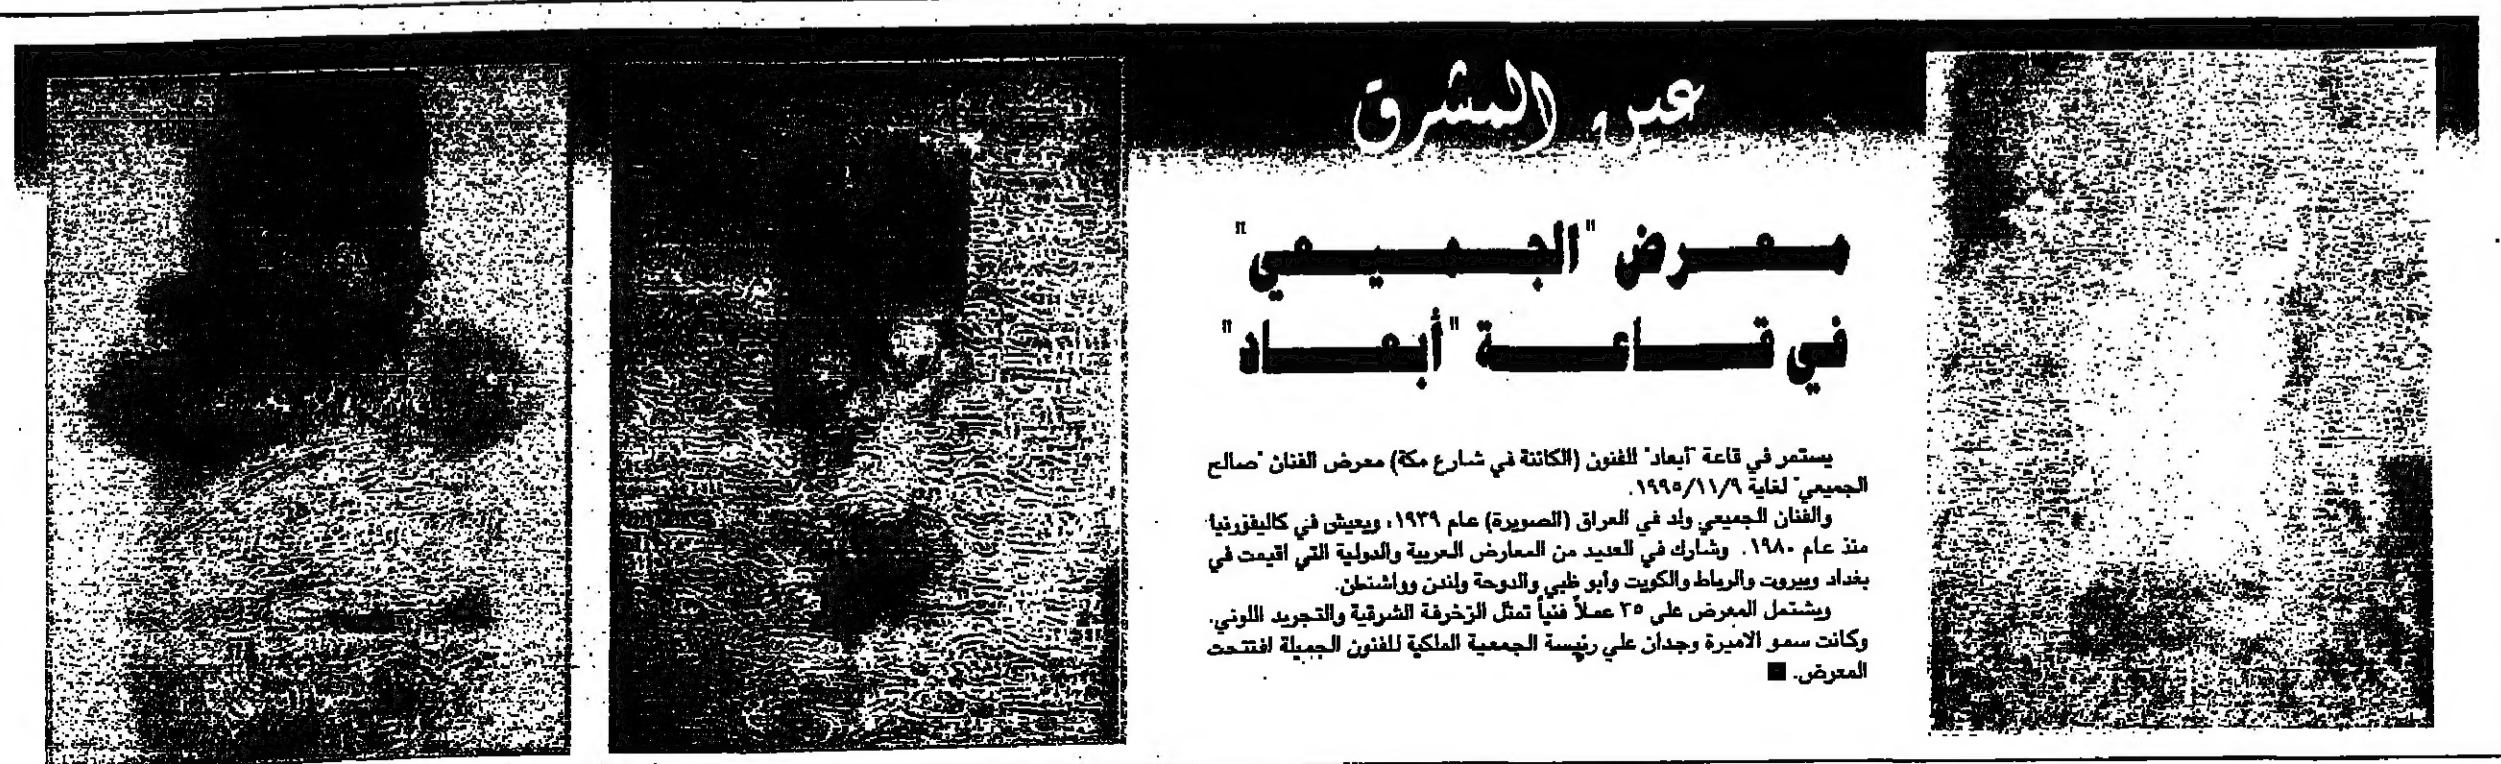 عن المشرق
معرض "الجميعي"
في قاعة "أبعاد"
يستمر في قاعة "أبعاد" للفنون (الكائنة في شارع مكة) معرض الفنان "صالح
الجميعي" لغاية ١٩٩٥/١١/٩.
والفنان الجميعي ولد في العراق (الصويرة) عام ١٩٣٩، ويعيش في كاليفورنيا
منذ عام ١٩٨٠. وشارك في العديد من المعارض العربية والدولية التي اقيمت في
بغداد وبيروت والرياط والكويت وأبو ظبي والدوحة ولندن وواشنطن.
ويشتمل المعرض على ٣٥ عملاً فنياً تمثل الزخرفة الشرقية والتجريد اللوني.
وكانت سمو الاميرة وجدان علي رئيسة الجمعية الملكية للفنون الجميلة افتتحت
المعرض.